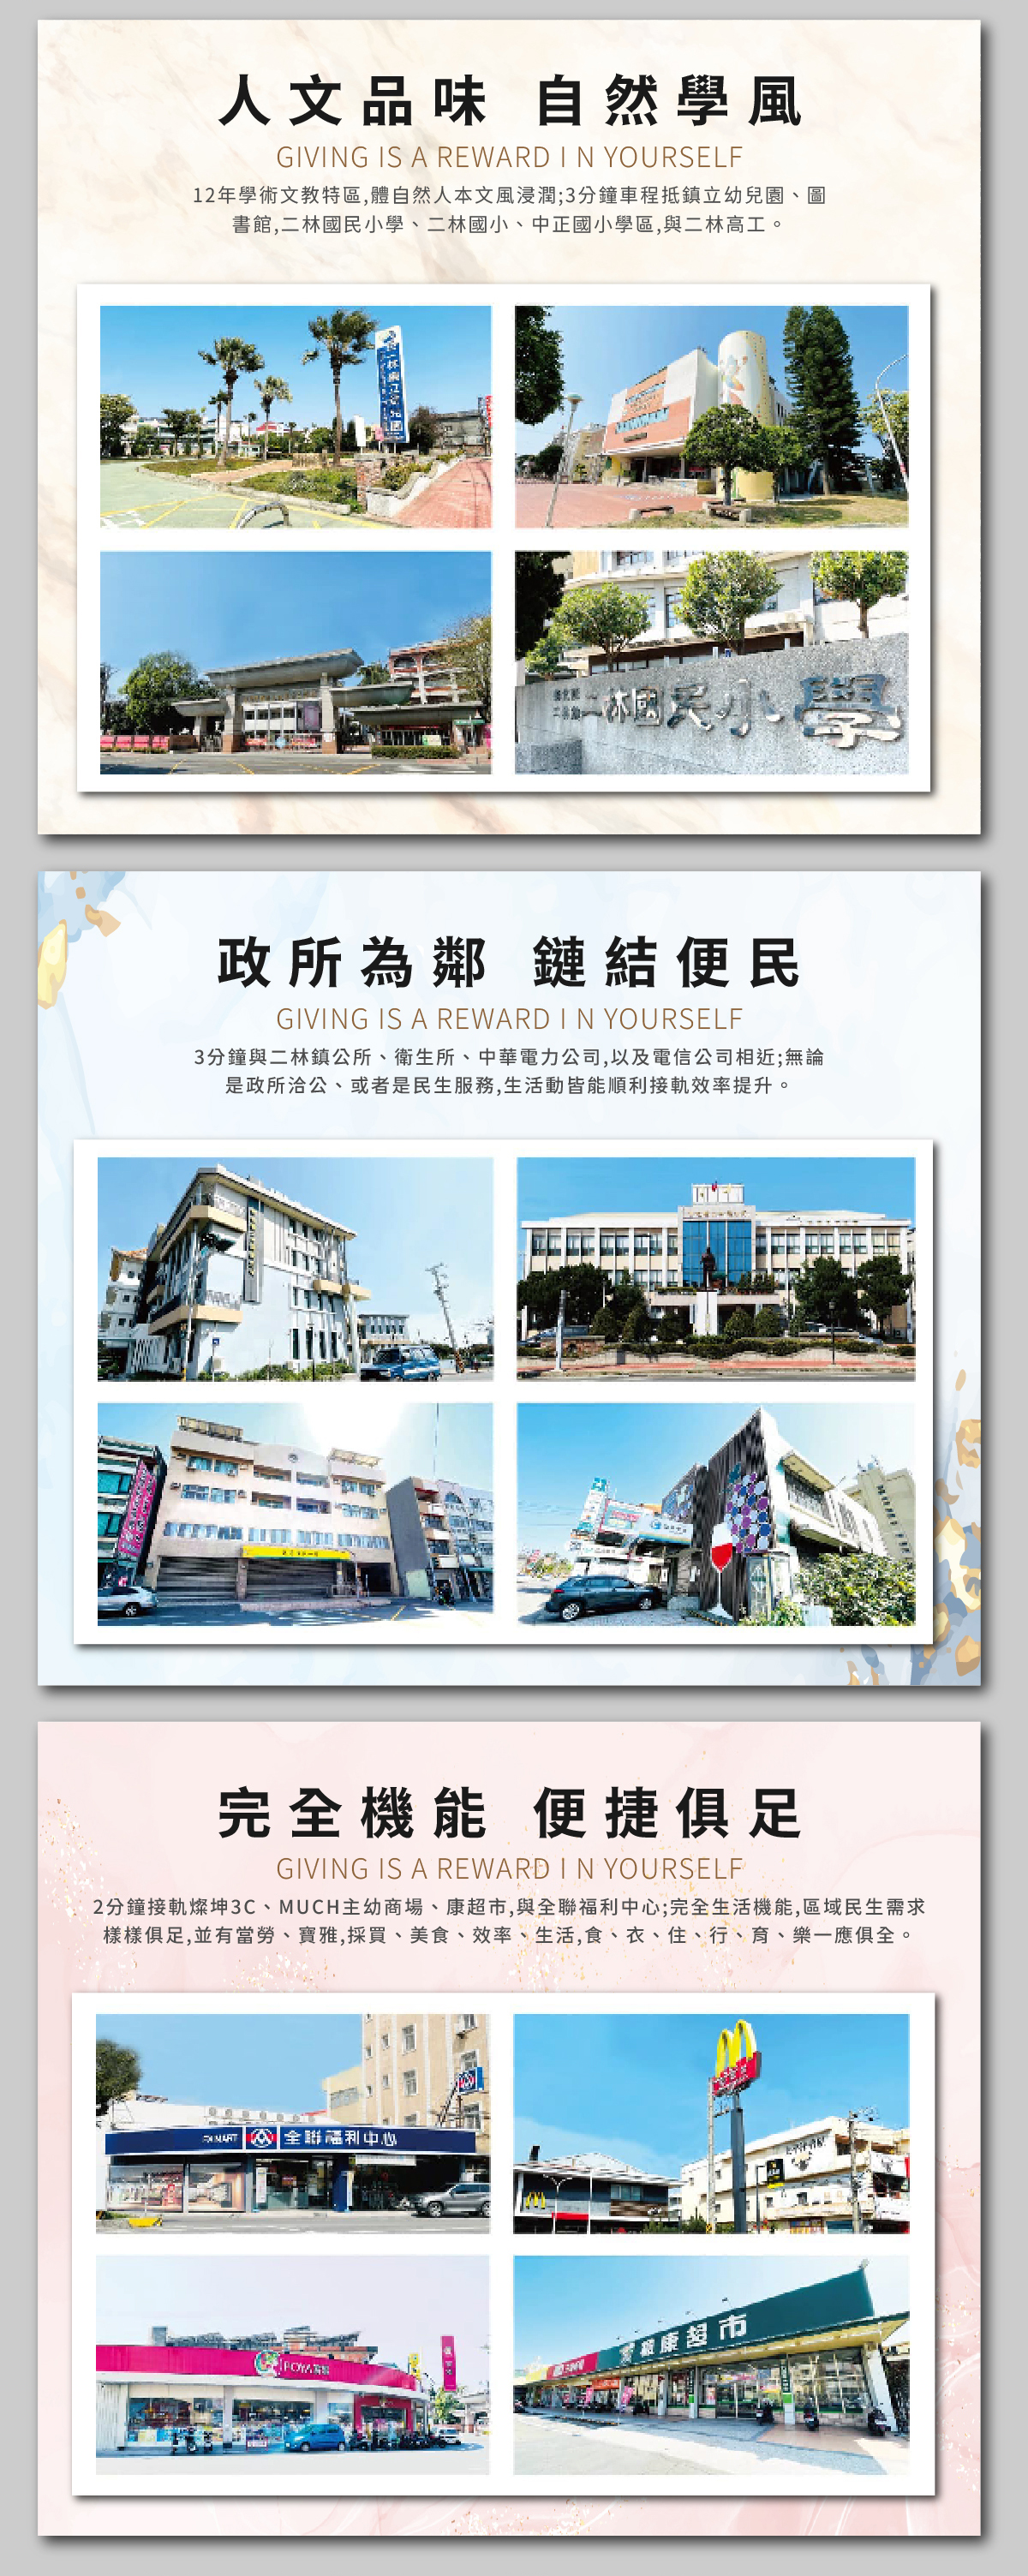 人文品味 自然學風
GIVING IS A REWARD I N YOURSELF
12年學術文教特區,體自然人本文風浸潤;3分鐘車程抵鎮立幼兒園、圖
書館,二林國民小學、二林國小、中正國小學區,與二林高工。
二林國民小學
政所為鄰 鏈結便民
GIVING IS A REWARD I N YOURSELF
3分鐘與二林鎮公所、衛生所、中華電力公司,以及電信公司相近;無論
是政所洽公、或者是民生服務,生活動皆能順利接軌效率提升。
完全機能 便捷俱足
GIVING IS A REWARD I N YOURSELF
2分鐘接軌燦坤3C、MUCH主幼商場、康超市,與全聯福利中心;完全生活機能,區域民生需求
樣樣俱足,並有當勞、寶雅,採買、美食、效率、生活,食、衣、住、行、育、樂一應俱全。
PX MART 全聯福利中心
POYA寶雅
康超市